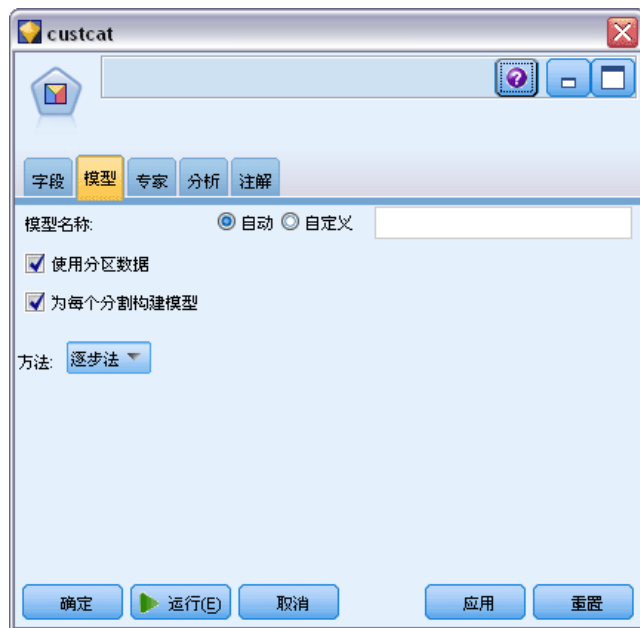 custcat
字段 模型 专家 分析 注解
模型名称: 自动 自定义
使用分区数据
为每个分割构建模型
方法: 逐步法
确定 运行(E) 取消 应用 重置